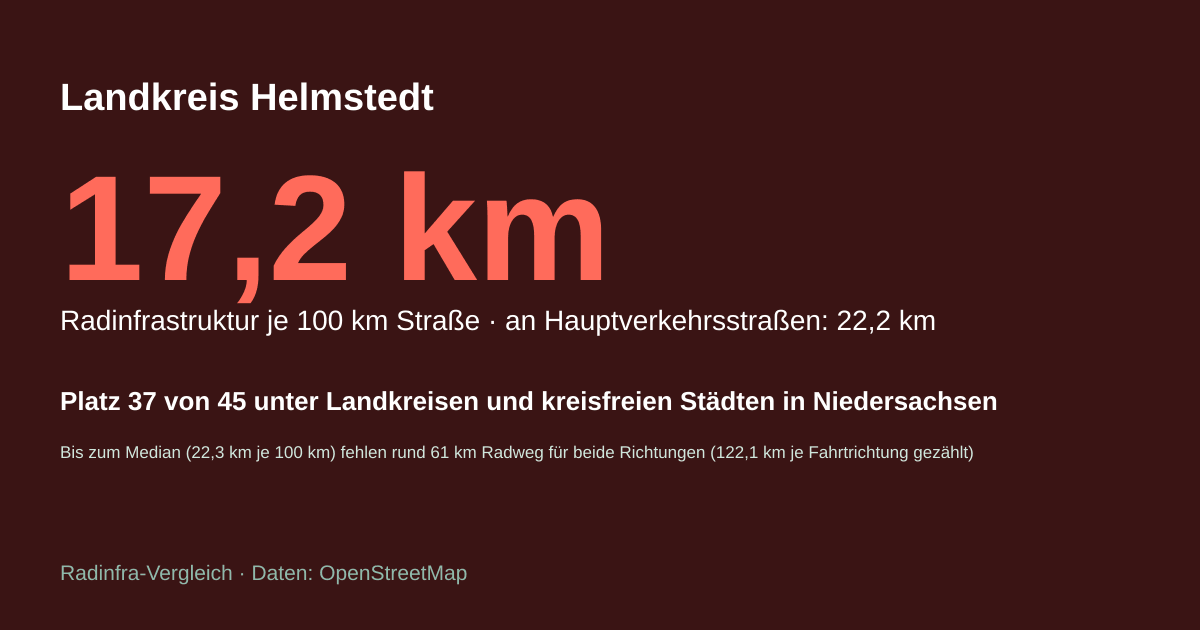 Landkreis Helmstedt
17,2 km
Radinfrastruktur je 100 km Straße · an Hauptverkehrsstraßen: 22,2 km
Platz 37 von 45 unter Landkreisen und kreisfreien Städten in Niedersachsen
Bis zum Median (22,3 km je 100 km) fehlen rund 61 km Radweg für beide Richtungen (122,1 km je Fahrtrichtung gezählt)
Radinfra-Vergleich · Daten: OpenStreetMap